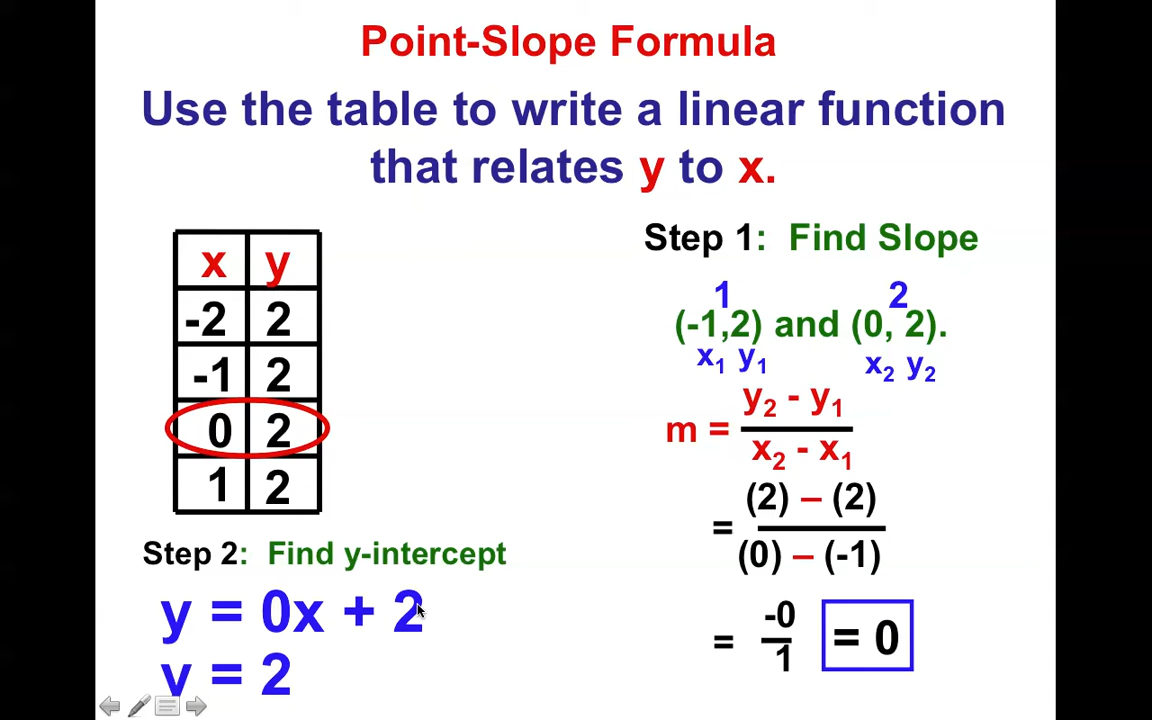 Point-Slope Formula
Use the table to write a linear function
that relates y to x.
x y
-2 2
-1 2
0 2
1 2
Step 1: Find Slope
1 2
(-1,2) and (0, 2).
x1 y1 x2 y2
m = y2 - y1
x2 - x1
= (2) – (2)
(0) – (-1)
= -0
1
= 0
Step 2: Find y-intercept
y = 0x + 2
y = 2